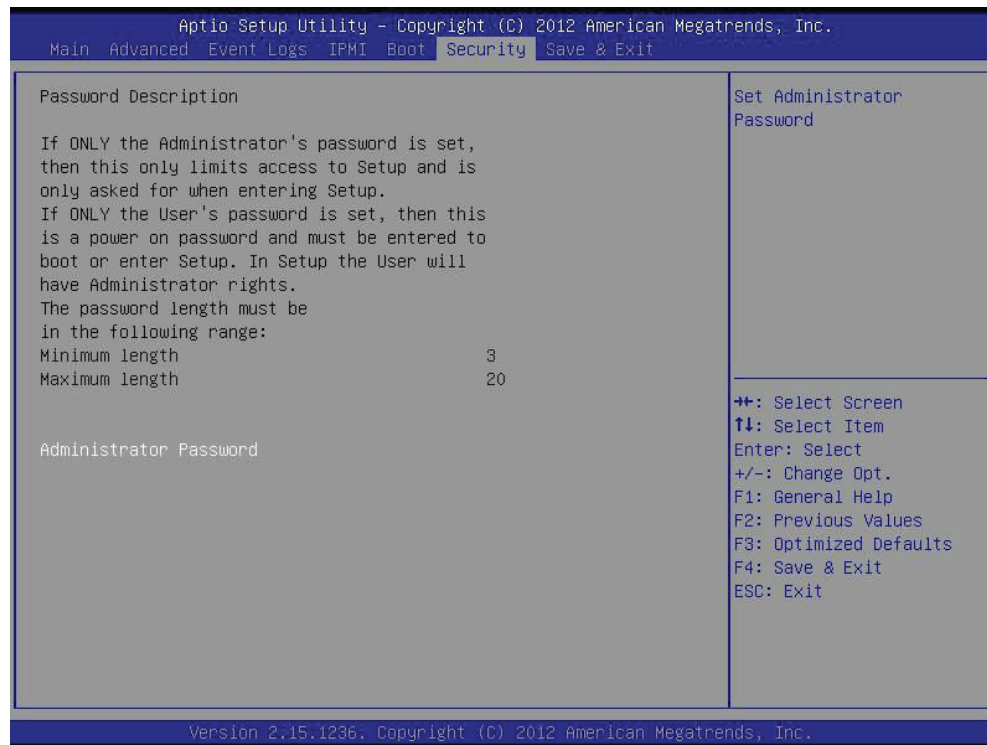 Aptio Setup Utility – Copyright (C) 2012 American Megatrends, Inc.
Main Advanced Event Logs IPMI Boot Security Save & Exit
Password Description
If ONLY the Administrator's password is set,
then this only limits access to Setup and is
only asked for when entering Setup.
If ONLY the User's password is set, then this
is a power on password and must be entered to
boot or enter Setup. In Setup the User will
have Administrator rights.
The password length must be
in the following range:
Minimum length 3
Maximum length 20
Administrator Password
Set Administrator
Password
→←: Select Screen
↑↓: Select Item
Enter: Select
+/-: Change Opt.
F1: General Help
F2: Previous Values
F3: Optimized Defaults
F4: Save & Exit
ESC: Exit
Version 2.15.1236. Copyright (C) 2012 American Megatrends, Inc.